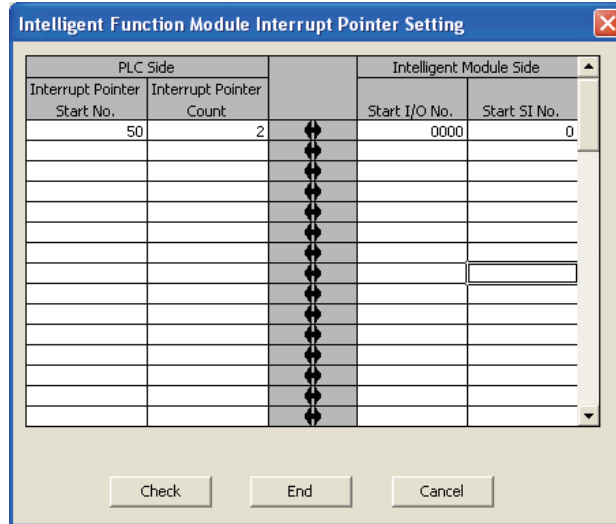 Intelligent Function Module Interrupt Pointer Setting
PLC Side Intelligent Module Side
Interrupt Pointer Start No. Interrupt Pointer Count Start I/O No. Start SI No.
50 2 0000 0
Check End Cancel